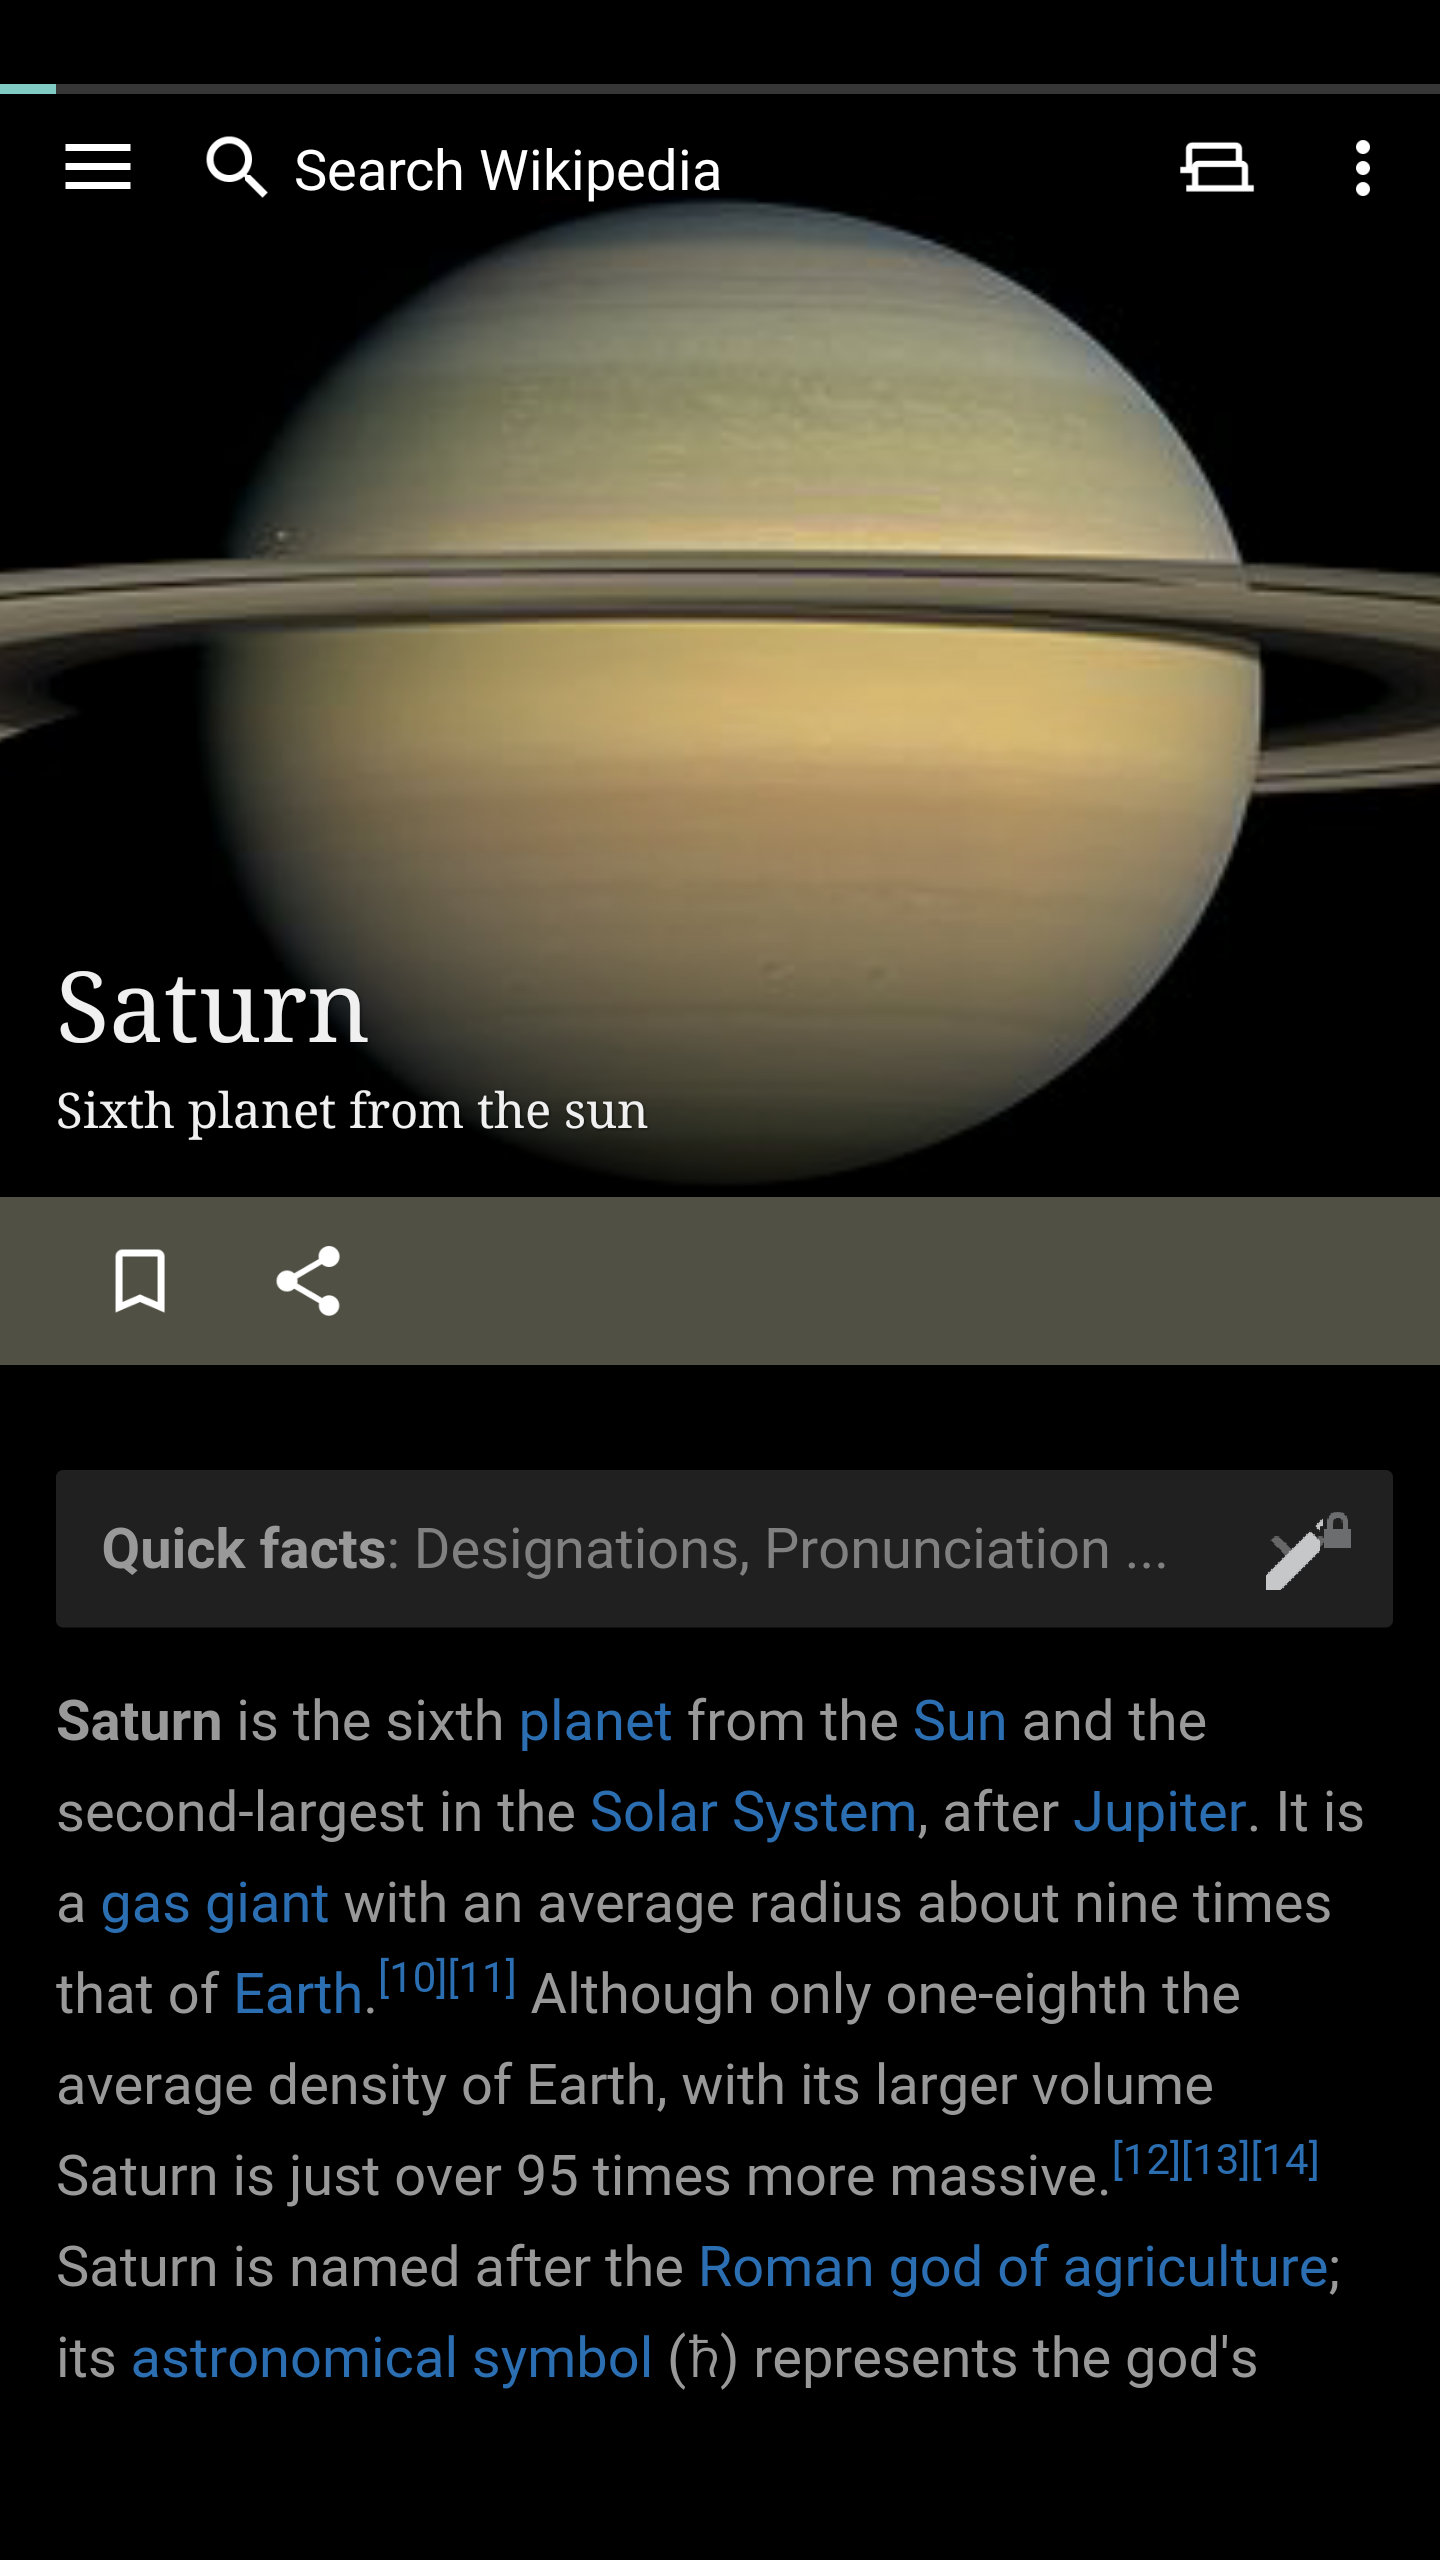 Search Wikipedia
Saturn
Sixth planet from the sun
Quick facts: Designations, Pronunciation ...
Saturn is the sixth planet from the Sun and the
second-largest in the Solar System, after Jupiter. It is
a gas giant with an average radius about nine times
that of Earth.[10][11] Although only one-eighth the
average density of Earth, with its larger volume
Saturn is just over 95 times more massive.[12][13][14]
Saturn is named after the Roman god of agriculture;
its astronomical symbol (♄) represents the god's